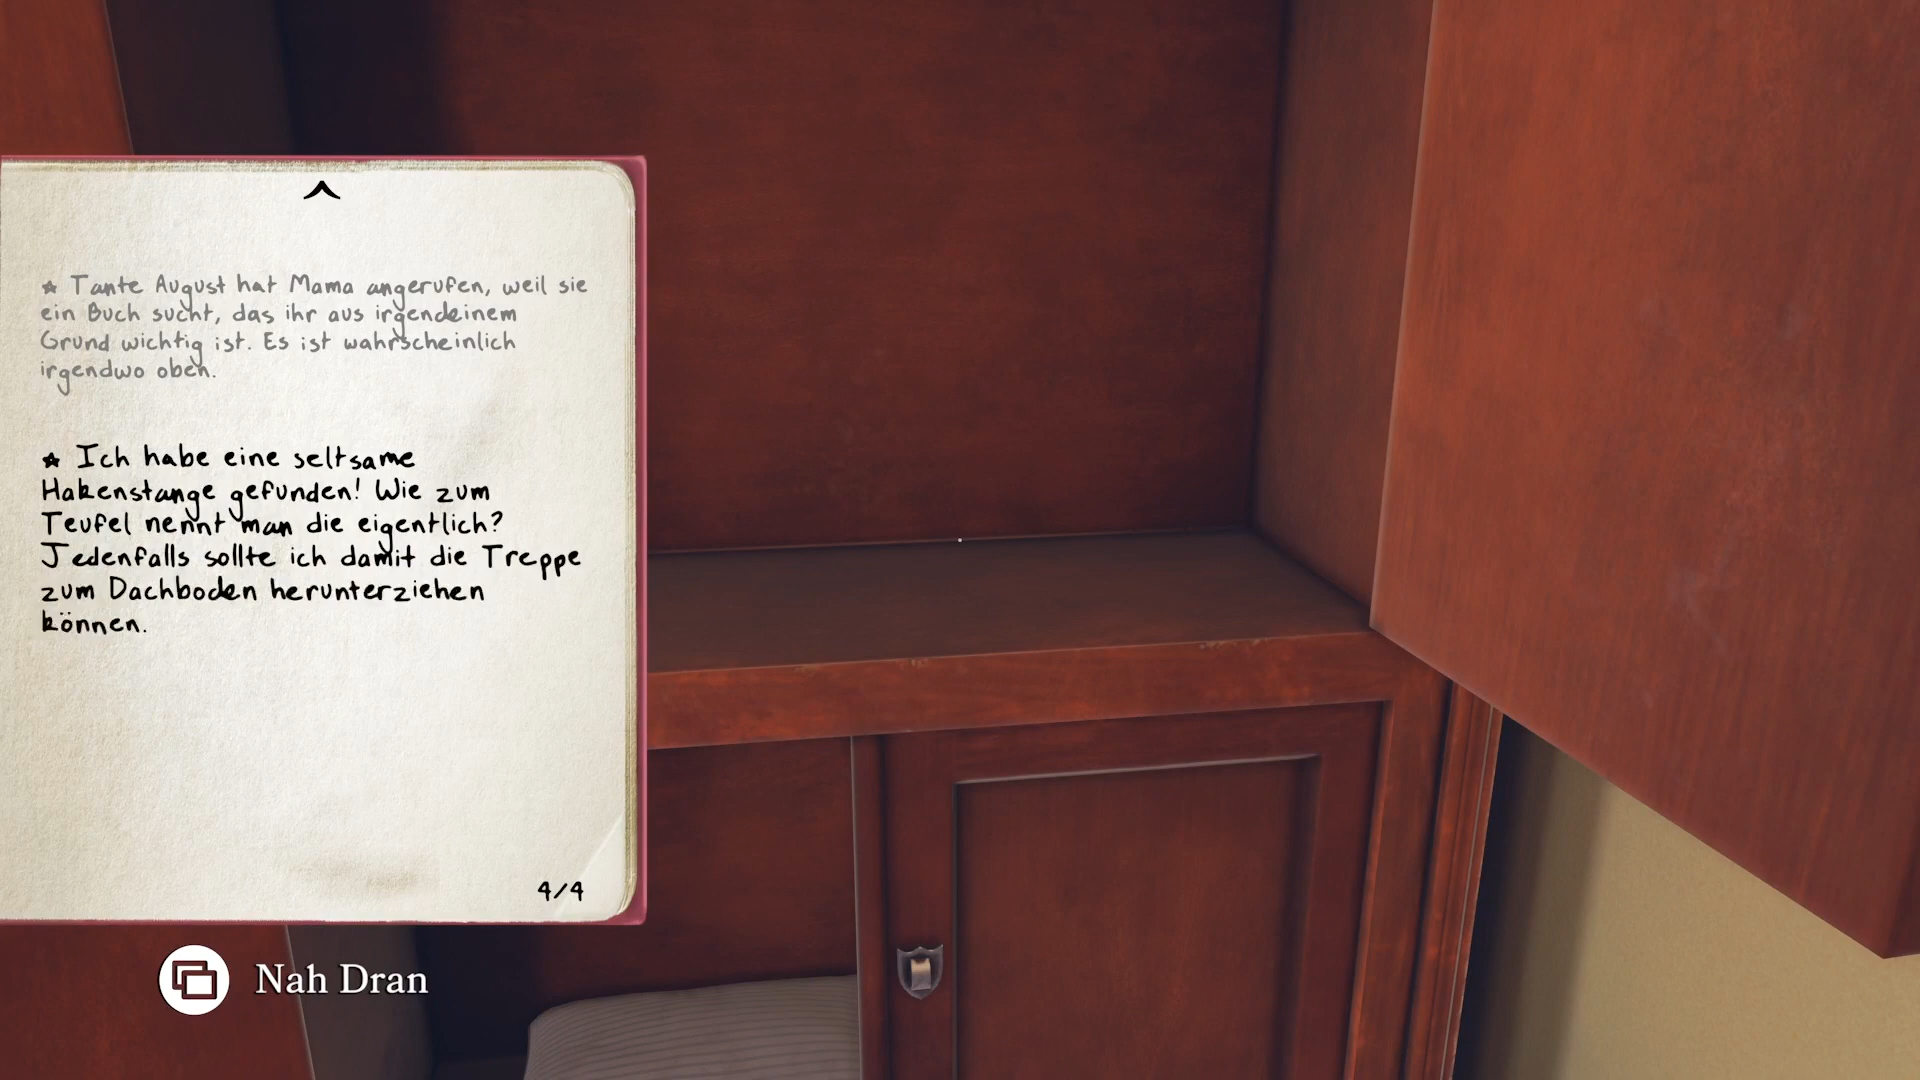 ★ Tante August hat Mama angerufen, weil sie
ein Buch sucht, das ihr aus irgendeinem
Grund wichtig ist. Es ist wahrscheinlich
irgendwo oben.
★ Ich habe eine seltsame
Hakenstange gefunden! Wie zum
Teufel nennt man die eigentlich?
Jedenfalls sollte ich damit die Treppe
zum Dachboden herunterziehen
können.
4/4
Nah Dran